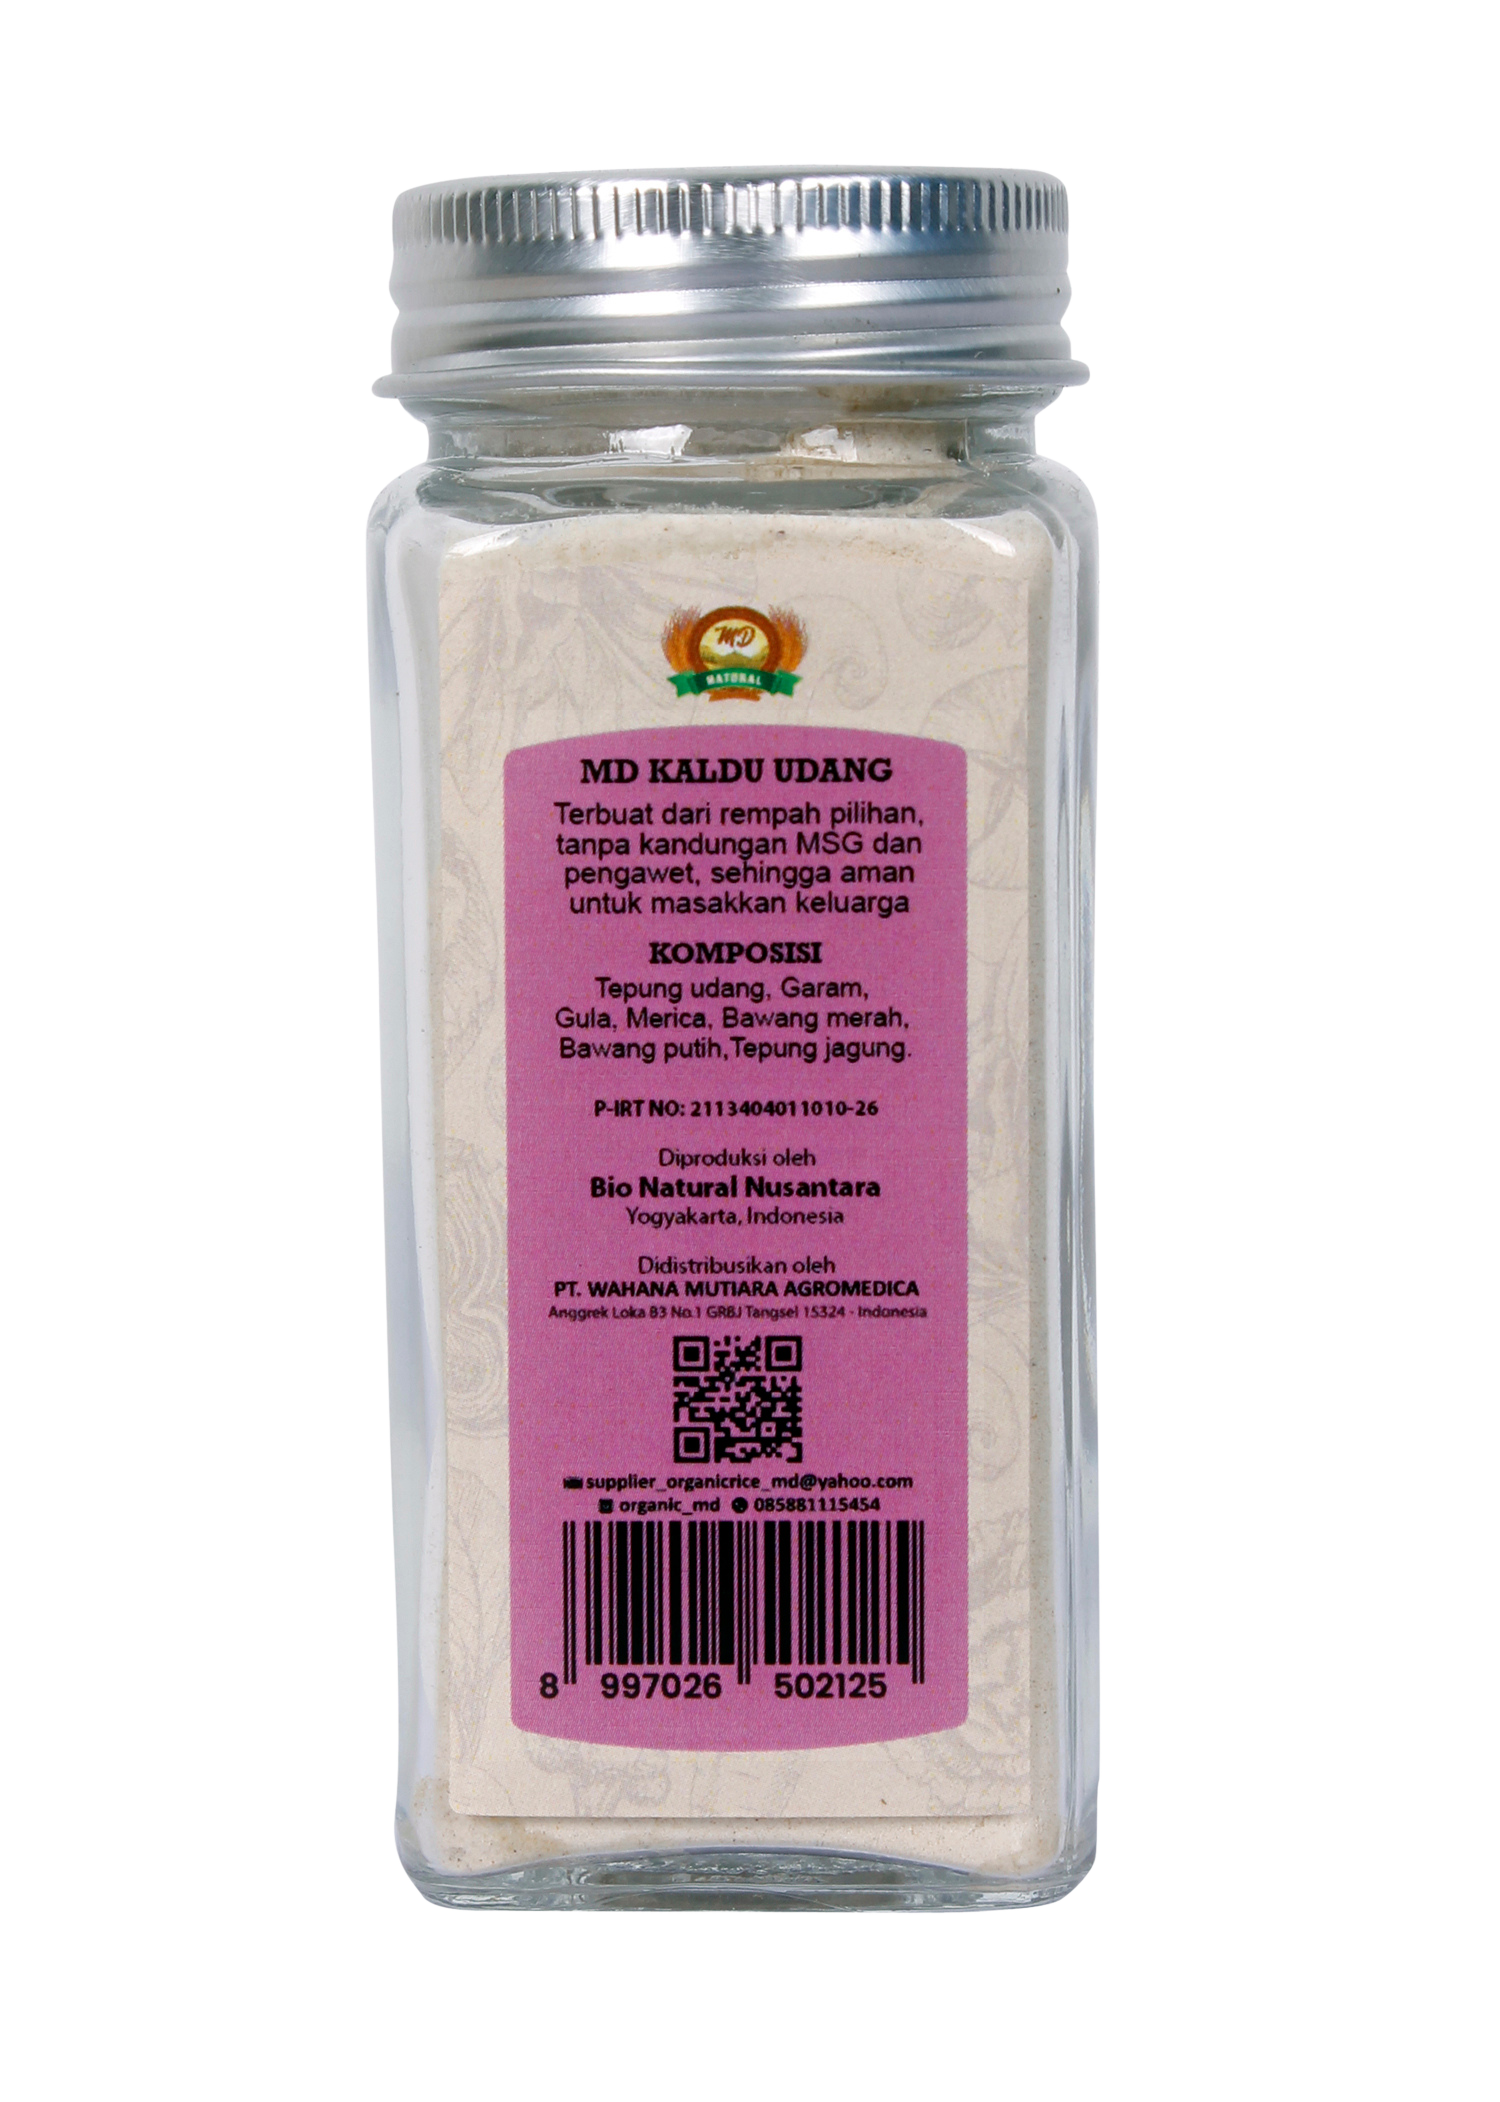 MD
NATURAL
MD KALDU UDANG
Terbuat dari rempah pilihan,
tanpa kandungan MSG dan
pengawet, sehingga aman
untuk masakkan keluarga
KOMPOSISI
Tepung udang, Garam,
Gula, Merica, Bawang merah,
Bawang putih,Tepung jagung.
P-IRT NO: 2113404011010-26
Diproduksi oleh
Bio Natural Nusantara
Yogyakarta, Indonesia
Didistribusikan oleh
PT. WAHANA MUTIARA AGROMEDICA
Anggrek Loka B3 No.1 GRBJ Tangsel 15324 - Indonesia
supplier_organicrice_md@yahoo.com
organic_md 085881115454
8 997026 502125